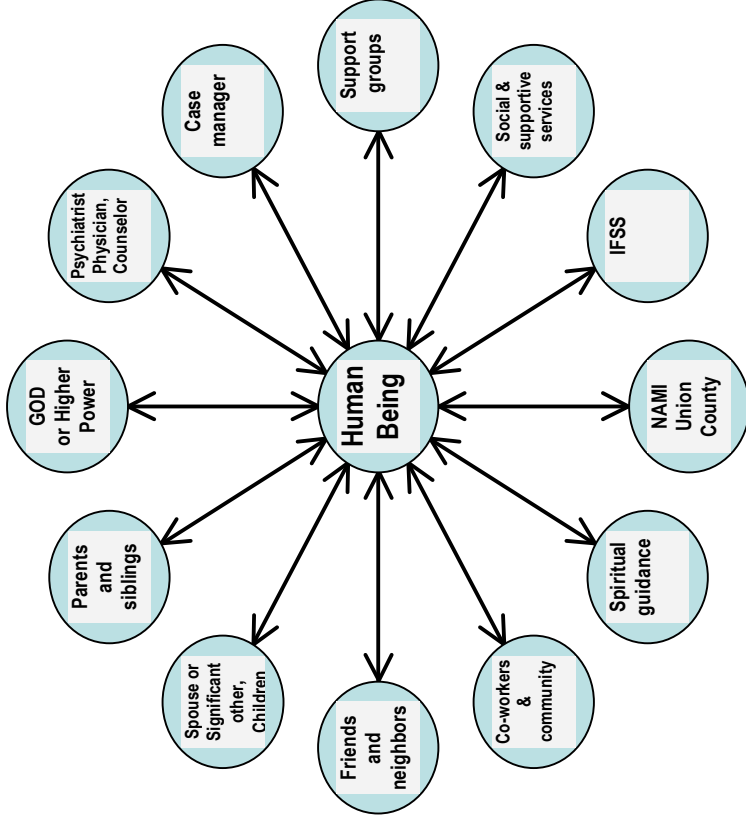 GOD
or Higher
Power
Psychiatrist
Physician,
Counselor
Case
manager
Support
groups
Social &
supportive
services
IFSS
NAMI
Union
County
Spiritual
guidance
Co-workers
&
community
Friends
and
neighbors
Spouse or
Significant
other,
Children
Parents
and
siblings
Human
Being